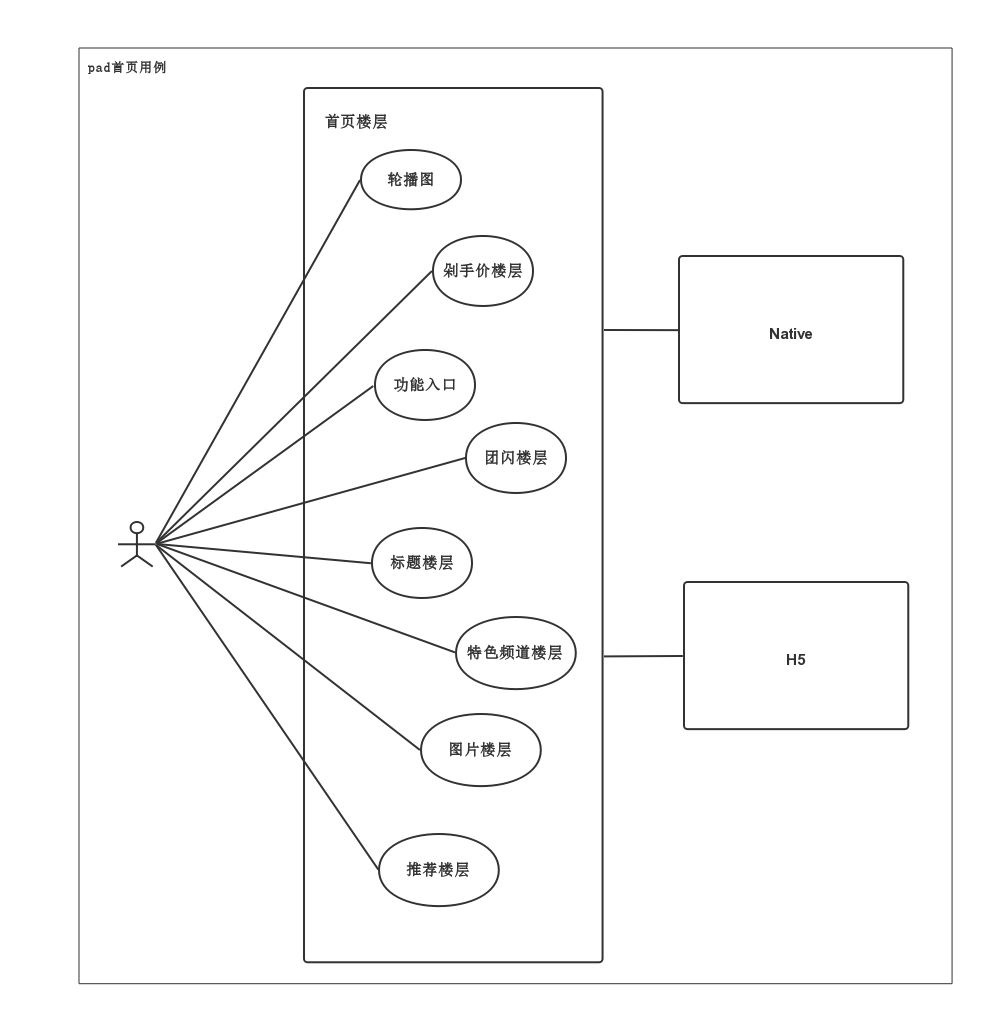 pad首页用例
首页楼层
轮播图
剁手价楼层
Native
功能入口
团闪楼层
标题楼层
特色频道楼层
H5
图片楼层
推荐楼层